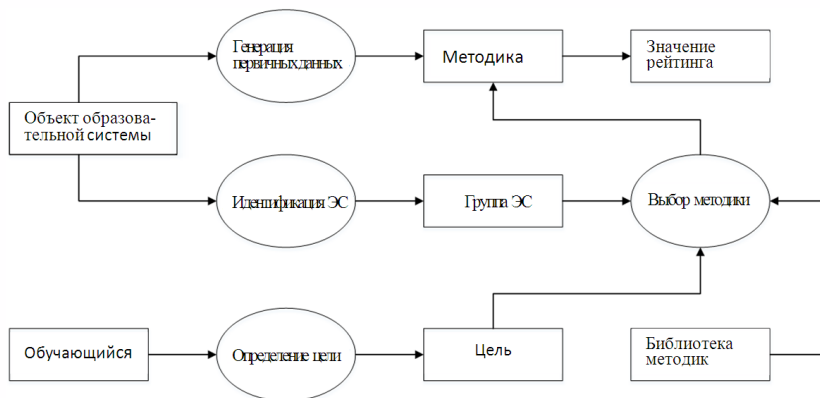 Генерация
первичных данных
Методика
Значение
рейтинга
Объект образова-
тельной системы
Идентификация ЭС
Группа ЭС
Выбор методики
Обучающийся
Определение цели
Цель
Библиотека
методик